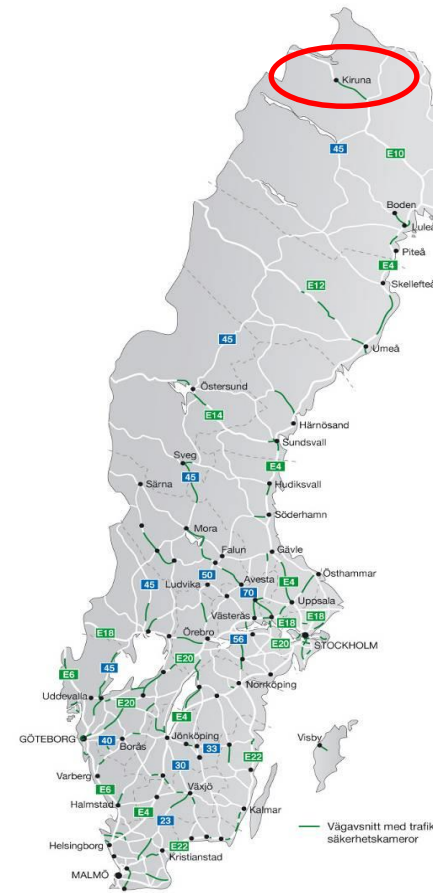 Kiruna
45
E10
Boden
Luleå
Piteå
E4
Skellefteå
E12
45
Umeå
Östersund
E14
Härnösand
Sundsvall
Sveg
E4
45
Hudiksvall
Särna
Söderhamn
Mora
Falun
Gävle
50
Avesta
E4
Östhammar
45
Ludvika
70
Uppsala
Västerås
E18
E18
E18
Örebro
56
E20
STOCKHOLM
E20
45
E6
Norrköping
Uddevalla
E20
E4
GÖTEBORG
40
Borås
Jönköping
33
Visby
30
E22
Varberg
E6
Växjö
Halmstad
E4
23
Kalmar
Vägavsnitt med trafik
säkerhetskameror
Helsingborg
E22
Kristianstad
MALMÖ